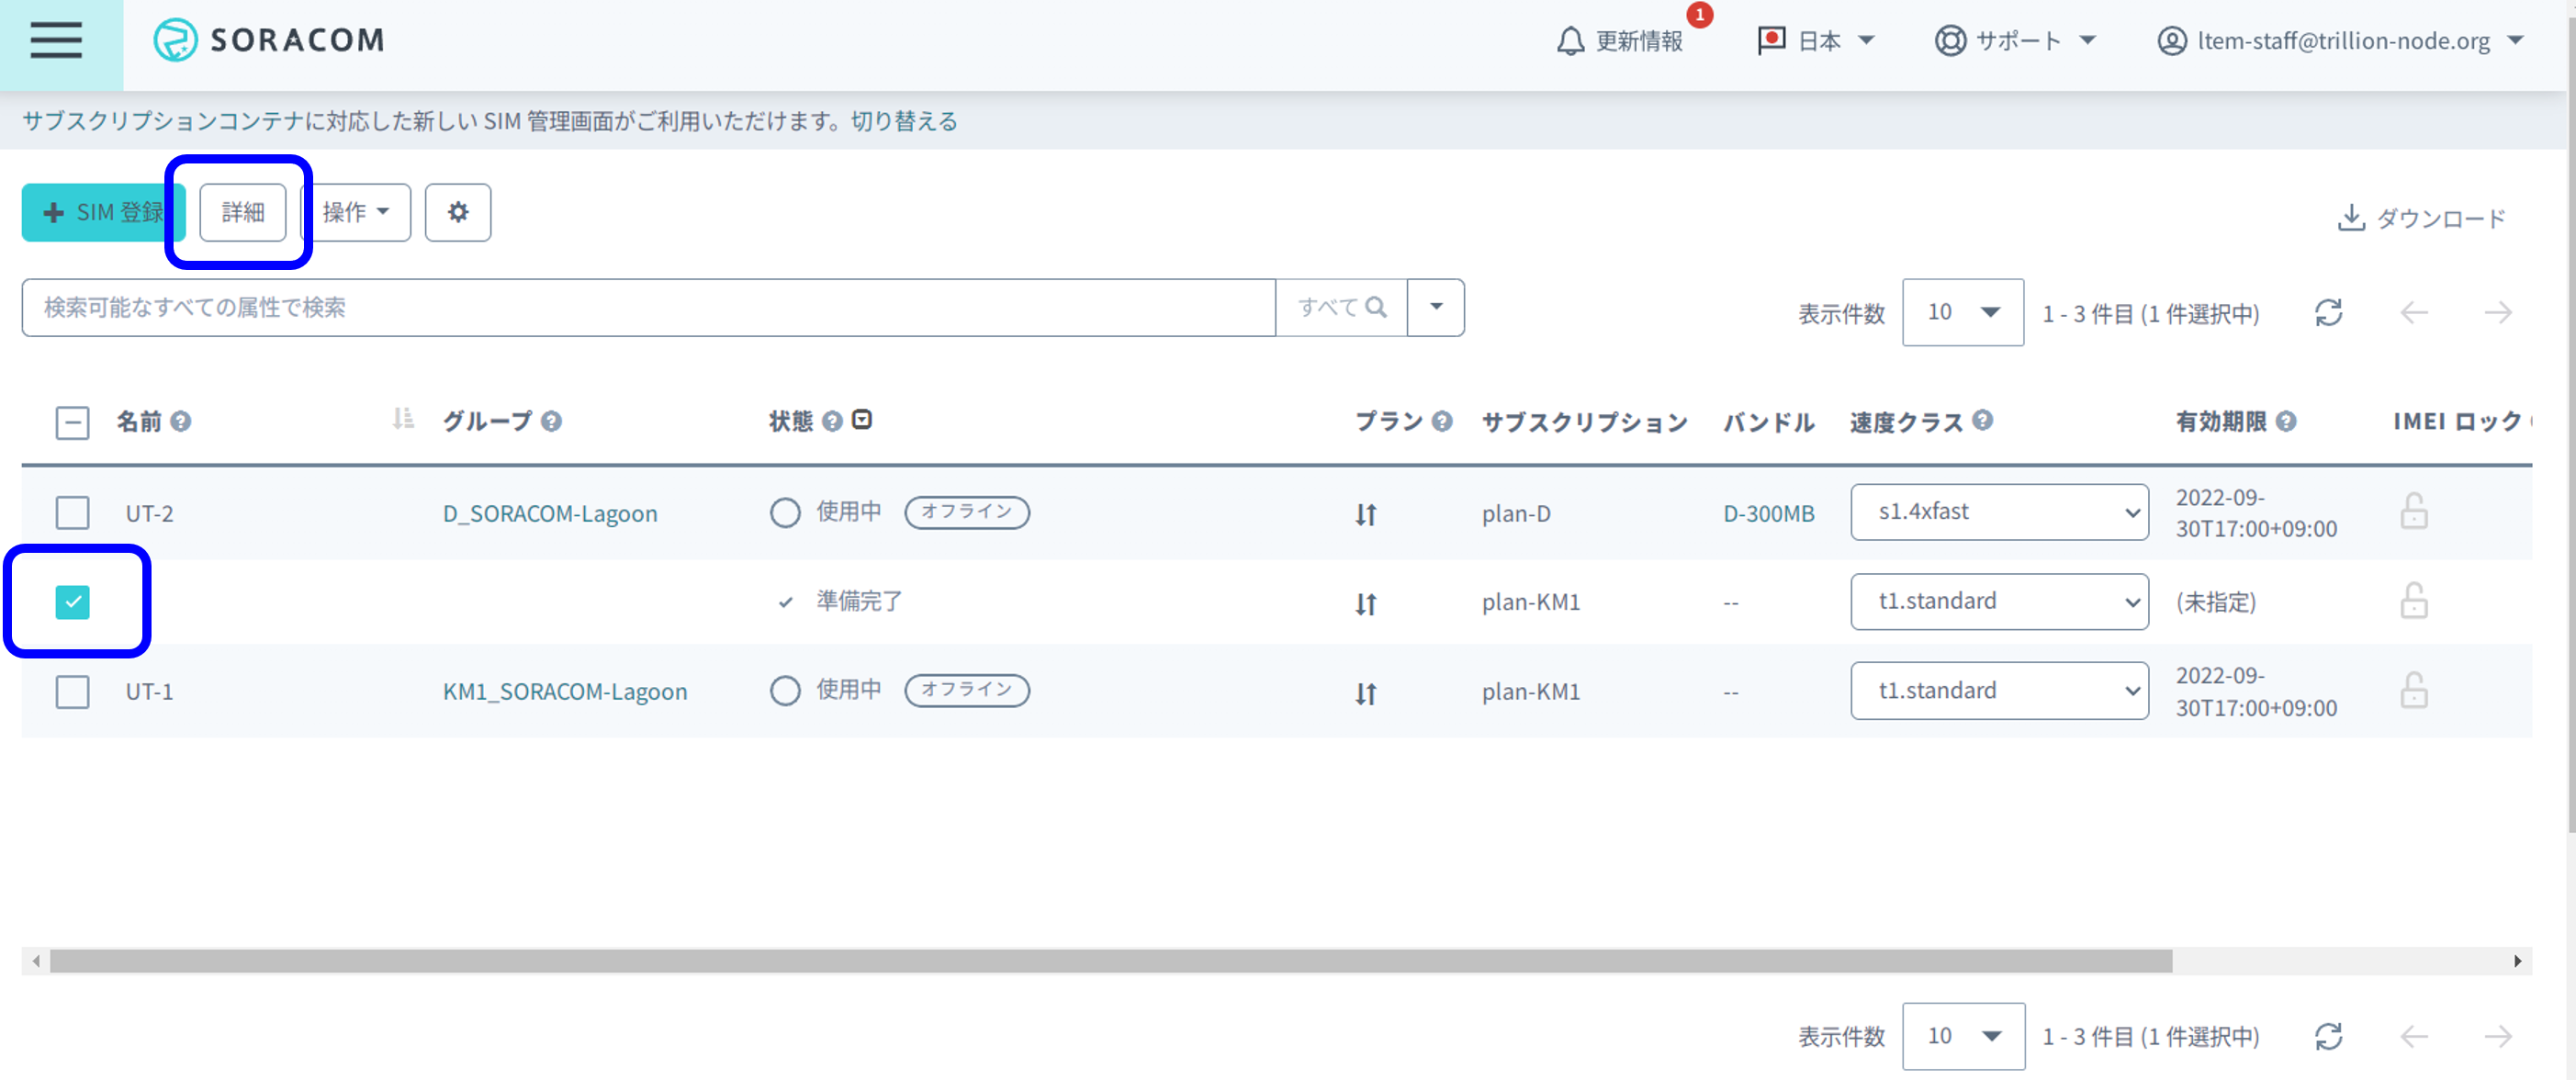 SORACOM
更新情報 1
日本
サポート
ltem-staff@trillion-node.org
サブスクリプションコンテナに対応した新しい SIM 管理画面がご利用いただけます。切り替える
SIM 登録
詳細
操作
ダウンロード
検索可能なすべての属性で検索
すべて
表示件数 10 1 - 3 件目 (1 件選択中)
名前 グループ 状態 プラン サブスクリプション バンドル 速度クラス 有効期限 IMEI ロック
UT-2 D_SORACOM-Lagoon 使用中 オフライン plan-D D-300MB s1.4xfast 2022-09-
30T17:00+09:00
準備完了 plan-KM1 -- t1.standard (未指定)
UT-1 KM1_SORACOM-Lagoon 使用中 オフライン plan-KM1 -- t1.standard 2022-09-
30T17:00+09:00
表示件数 10 1 - 3 件目 (1 件選択中)